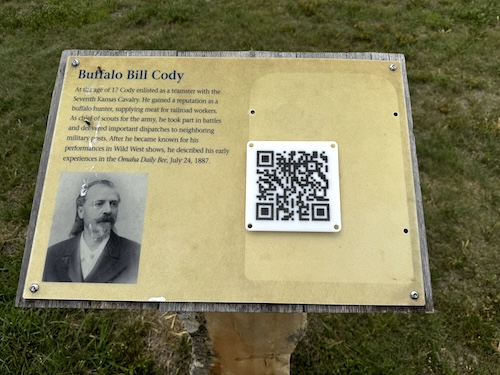 Buffalo Bill Cody
At the age of 17 Cody enlisted as a teamster with the
Seventh Kansas Cavalry. He gained a reputation as a
buffalo hunter, supplying meat for railroad workers.
As chief of scouts for the army, he took part in battles
and delivered important dispatches to neighboring
military posts. After he became known for his
performances in Wild West shows, he described his early
experiences in the Omaha Daily Bee, July 24, 1887.